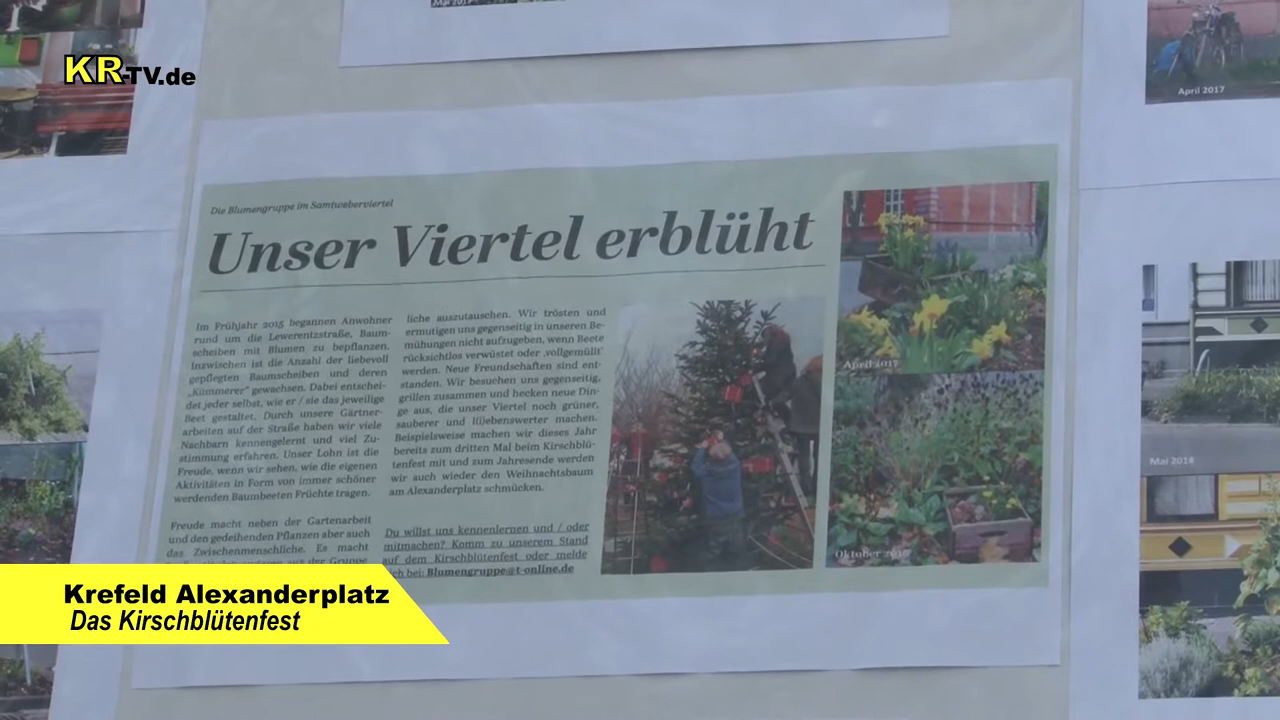 Mai 2017
KR-TV.de
April 2017
Die Blumengruppe im Samtweberviertel
Unser Viertel erblüht
Im Frühjahr 2015 begannen Anwohner
rund um die Lewerentzstraße, Baum-
scheiben mit Blumen zu bepflanzen.
Inzwischen ist die Anzahl der liebevoll
gepflegten Baumscheiben und deren
„Kümmerer“ gewachsen. Dabei entschei-
det jeder selbst, wie er / sie das jeweilige
Beet gestaltet. Durch unsere Gärtner-
arbeiten auf der Straße haben wir viele
Nachbarn kennengelernt und viel Zu-
stimmung erfahren. Unser Lohn ist die
Freude, wenn wir sehen, wie die eigenen
Aktivitäten in Form von immer schöner
werdenden Baumbeeten Früchte tragen.
Freude macht neben der Gartenarbeit
und den gedeihenden Pflanzen aber auch
das Zwischenmenschliche. Es macht
liche auszutauschen. Wir trösten und
ermutigen uns gegenseitig in unseren Be-
mühungen nicht aufzugeben, wenn Beete
rücksichtlos verwüstet oder ‚vollgemüllt‘
werden. Neue Freundschaften sind ent-
standen. Wir besuchen uns gegenseitig,
grillen zusammen und hecken neue Din-
ge aus, die unser Viertel noch grüner,
sauberer und l(i)ebenswerter machen.
Beispielsweise machen wir dieses Jahr
bereits zum dritten Mal beim Kirschblü-
tenfest mit und zum Jahresende werden
wir auch wieder den Weihnachtsbaum
am Alexanderplatz schmücken.
Du willst uns kennenlernen und / oder
mitmachen? Komm zu unserem Stand
auf dem Kirschblütenfest oder melde
ch bei: Blumengruppe@t-online.de
April 2017
Oktober
Mai 2014
Krefeld Alexanderplatz
Das Kirschblütenfest